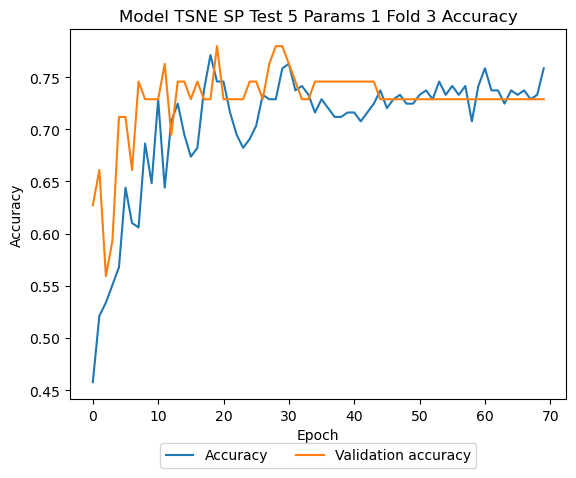 Model TSNE SP Test 5 Params 1 Fold 3 Accuracy
Accuracy
0.75
0.70
0.65
0.60
0.55
0.50
0.45
0 10 20 30 40 50 60 70
Epoch
Accuracy Validation accuracy